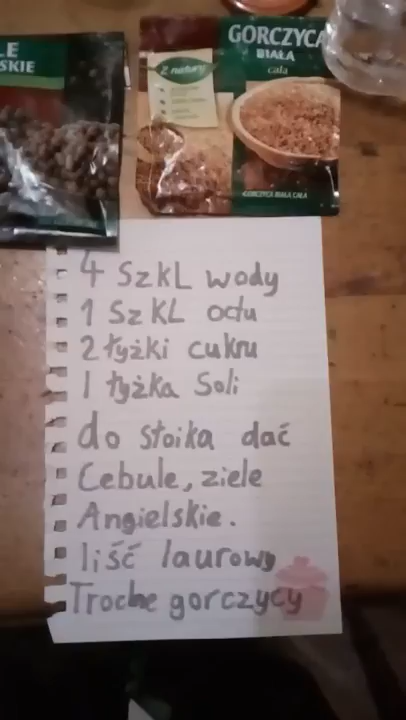 LE
SKIE
GORCZYCA
BIAŁA
cała
Z natury
GORCZYCA BIAŁA CAŁA
4 SzKL wody
1 SzKL octu
2 łyżki cukru
1 łyżka Soli
do słoika dać
Cebule, ziele
Angielskie.
liść laurowy
Troche gorczycy